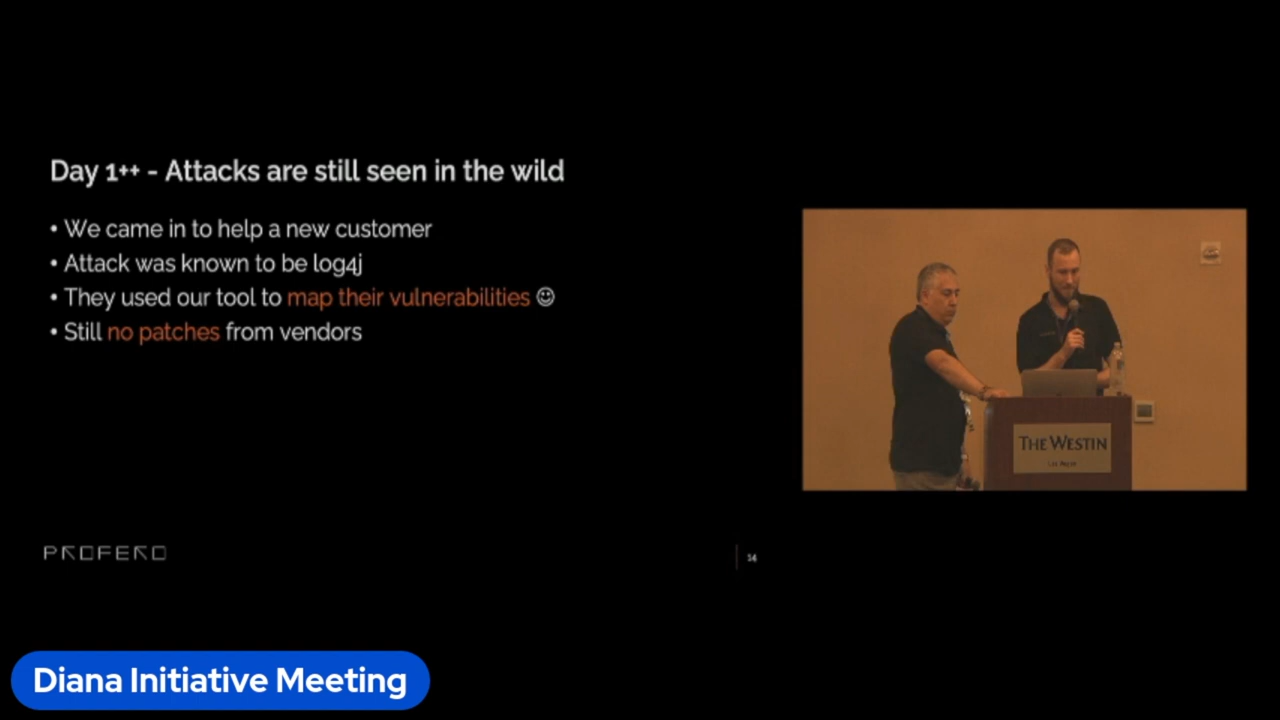 Day 1++ - Attacks are still seen in the wild
• We came in to help a new customer
• Attack was known to be log4j
• They used our tool to map their vulnerabilities ☺
• Still no patches from vendors
THE WESTIN
PROFERO
14
Diana Initiative Meeting